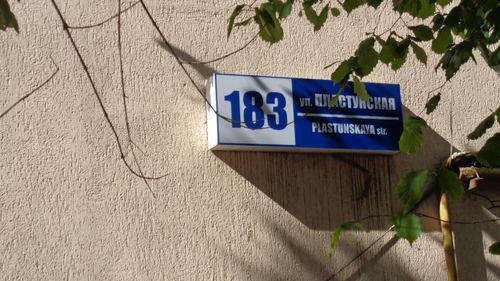 183
ул. ПЛАСТУНСКАЯ
PLASTUNSKAYA str.